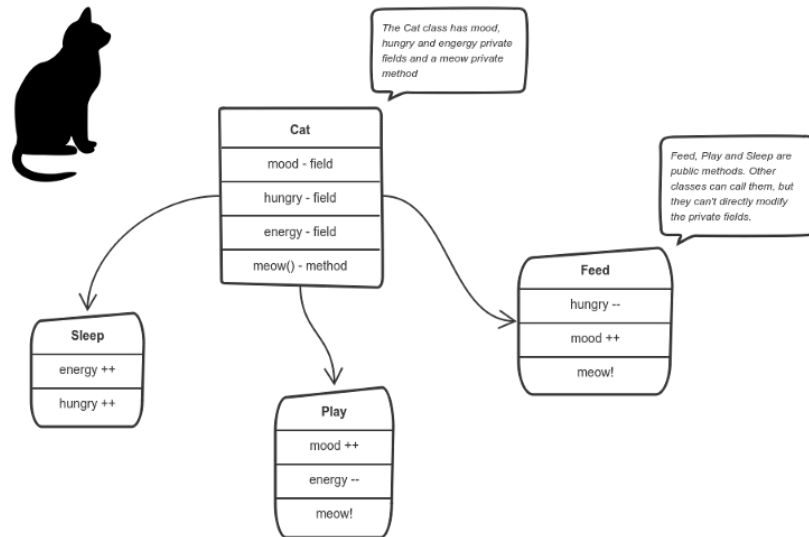 The Cat class has mood,
hungry and engergy private
fields and a meow private
method
Cat
mood - field
hungry - field
energy - field
meow() - method
Feed, Play and Sleep are
public methods. Other
classes can call them, but
they can't directly modify
the private fields.
Feed
hungry --
mood ++
meow!
Sleep
energy ++
hungry ++
Play
mood ++
energy --
meow!